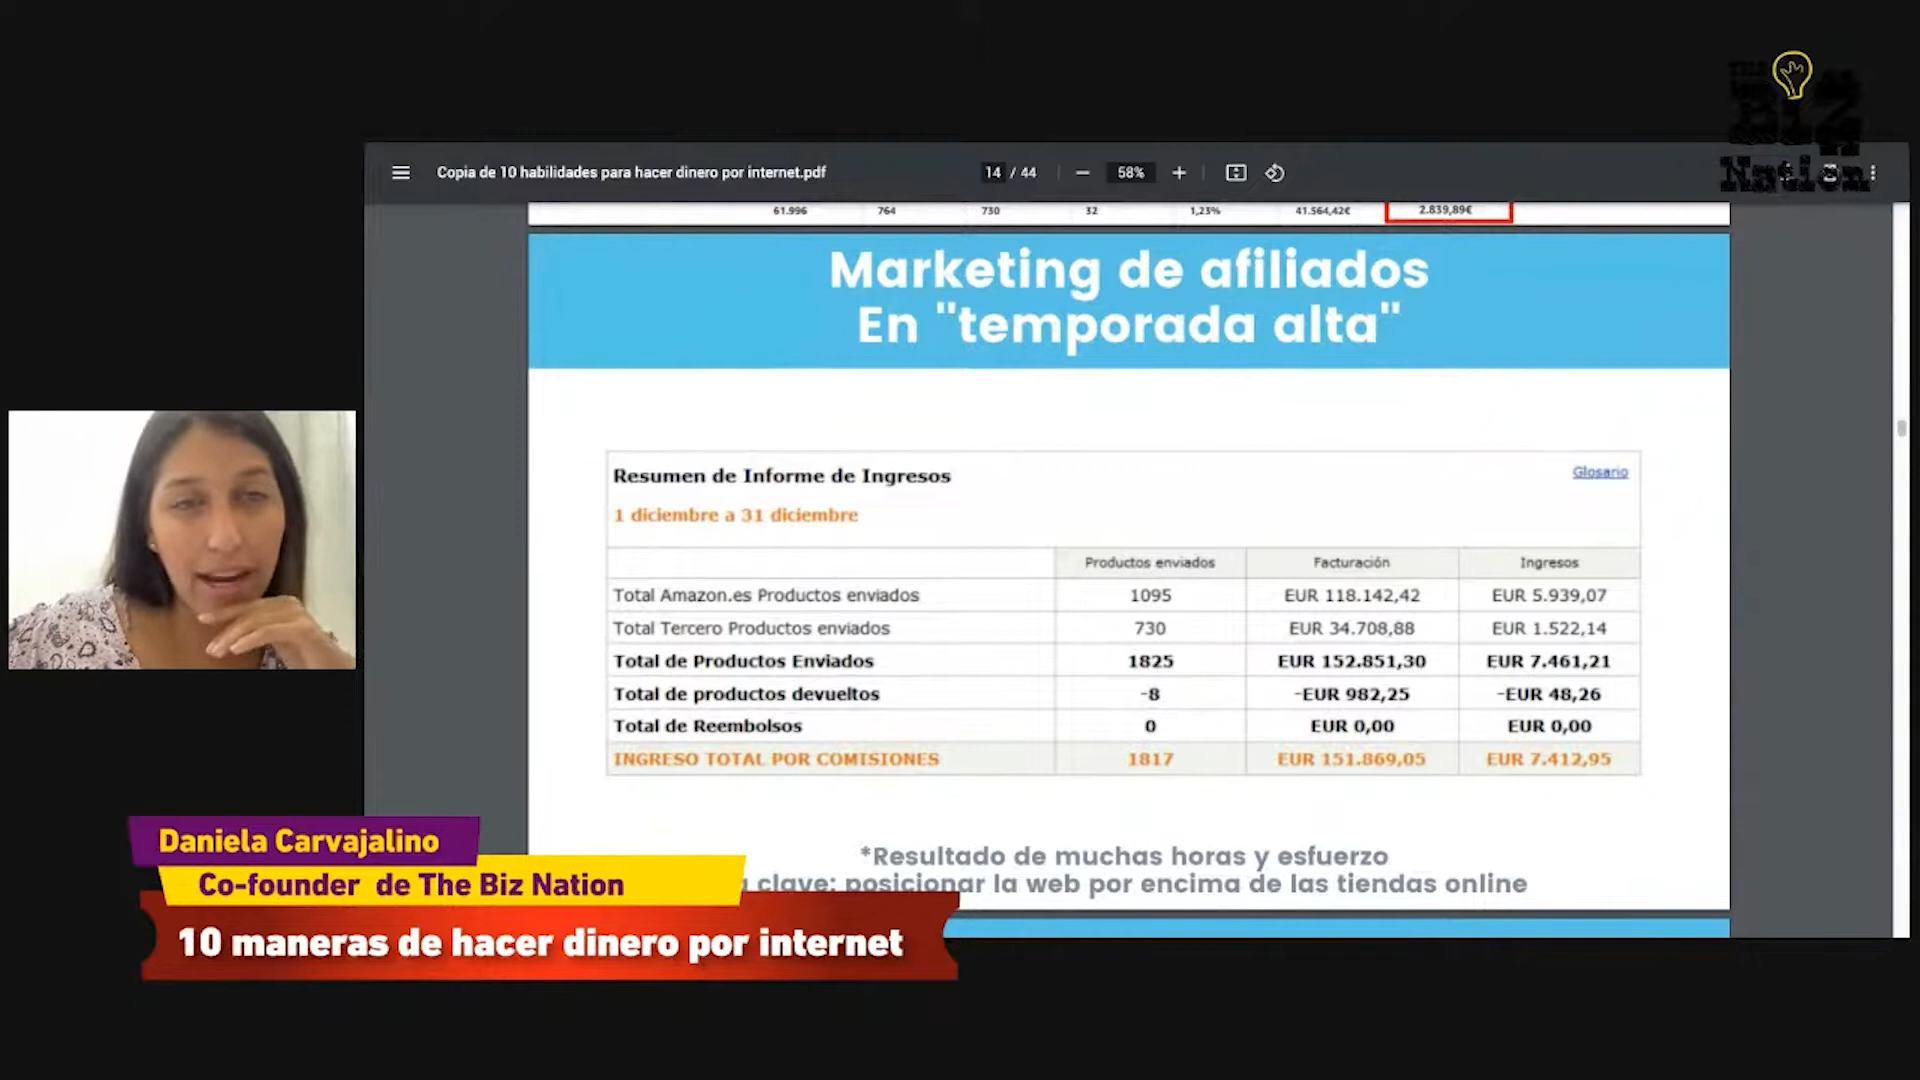 THE
BiZ
Nation
Copia de 10 habilidades para hacer dinero por internet.pdf
14 / 44
58%
61.996 764 730 32 1,23% 41.564,42€ 2.839,89€
Marketing de afiliados
En "temporada alta"
Resumen de Informe de Ingresos
Glosario
1 diciembre a 31 diciembre
Productos enviados Facturación Ingresos
Total Amazon.es Productos enviados 1095 EUR 118.142,42 EUR 5.939,07
Total Tercero Productos enviados 730 EUR 34.708,88 EUR 1.522,14
Total de Productos Enviados 1825 EUR 152.851,30 EUR 7.461,21
Total de productos devueltos -8 -EUR 982,25 -EUR 48,26
Total de Reembolsos 0 EUR 0,00 EUR 0,00
INGRESO TOTAL POR COMISIONES 1817 EUR 151.869,05 EUR 7.412,95
*Resultado de muchas horas y esfuerzo
clave: posicionar la web por encima de las tiendas online
Daniela Carvajalino
Co-founder de The Biz Nation
10 maneras de hacer dinero por internet